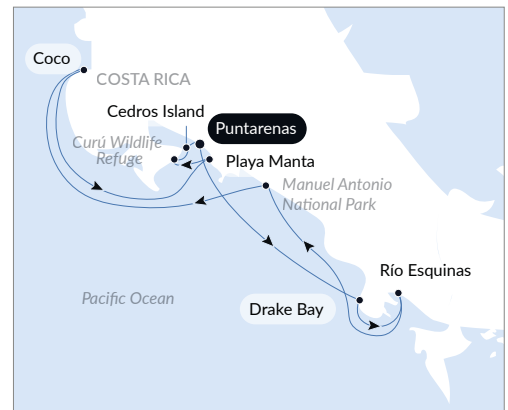 Coco
COSTA RICA
Cedros Island
Puntarenas
Curú Wildlife
Refuge
Playa Manta
Manuel Antonio
National Park
Río Esquinas
Pacific Ocean
Drake Bay